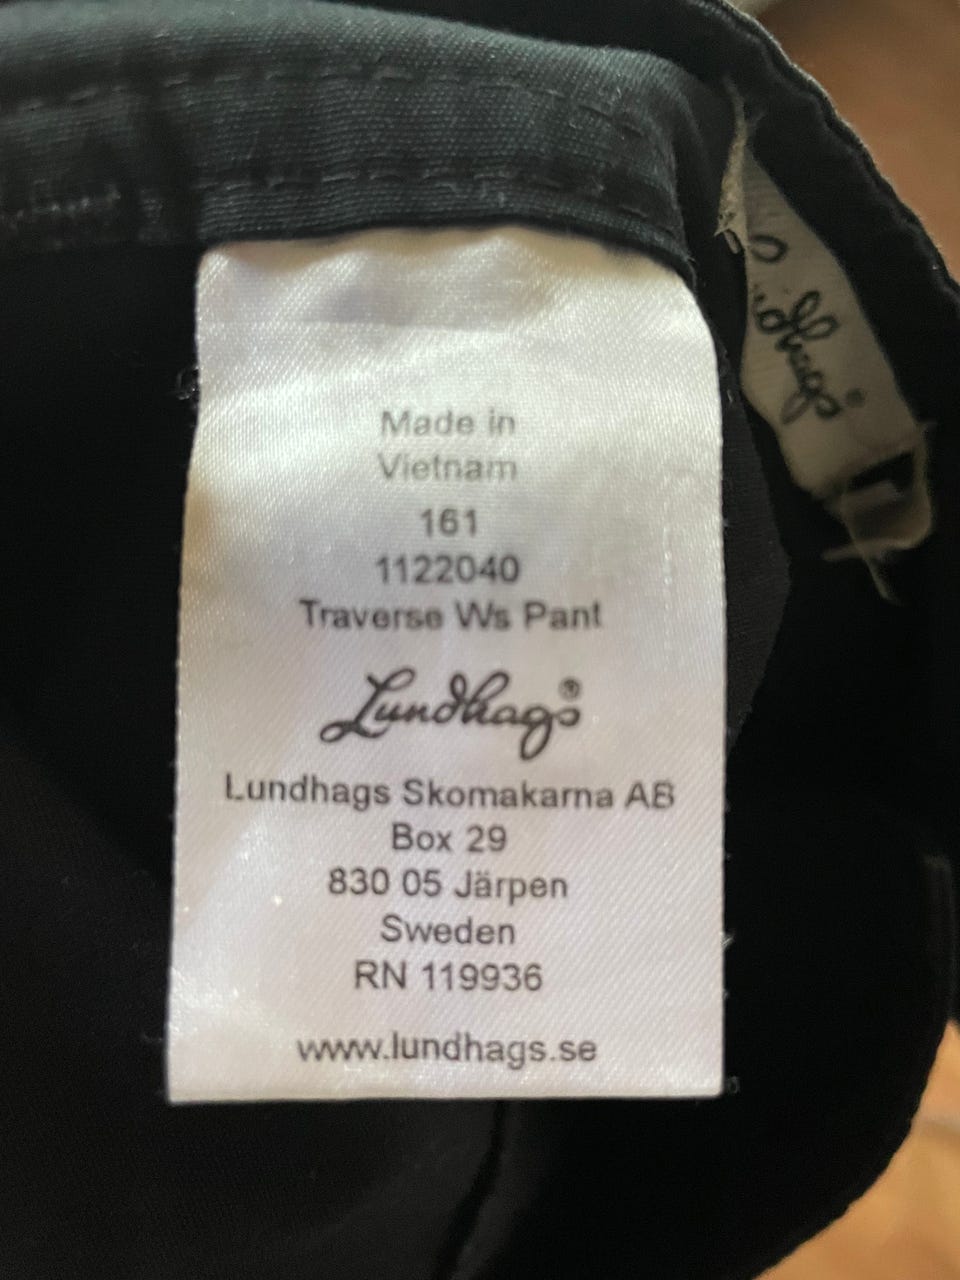 Made in
Vietnam
161
1122040
Traverse Ws Pant
Lundhags®
Lundhags Skomakarna AB
Box 29
830 05 Järpen
Sweden
RN 119936
www.lundhags.se
Lundhags®